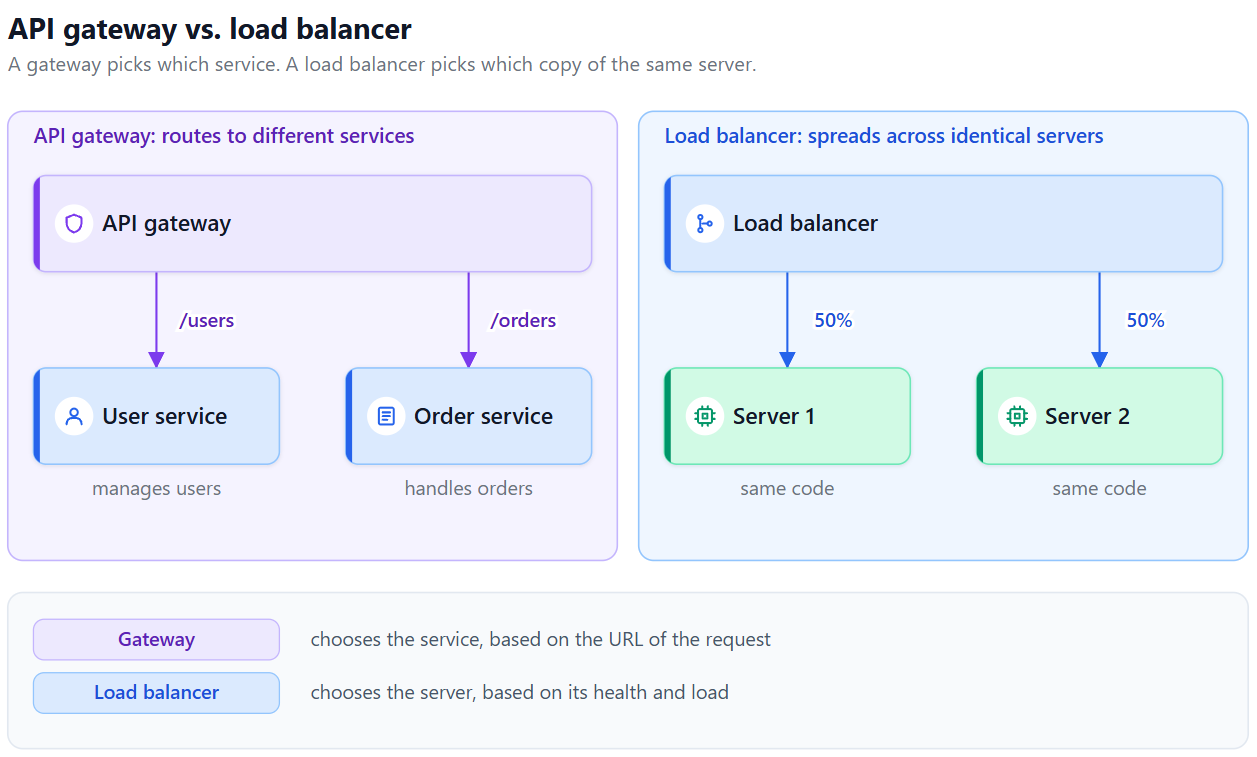 API gateway vs. load balancer
A gateway picks which service. A load balancer picks which copy of the same server.
API gateway: routes to different services
API gateway
/users
/orders
User service
Order service
manages users
handles orders
Load balancer: spreads across identical servers
Load balancer
50%
50%
Server 1
Server 2
same code
same code
Gateway
chooses the service, based on the URL of the request
Load balancer
chooses the server, based on its health and load